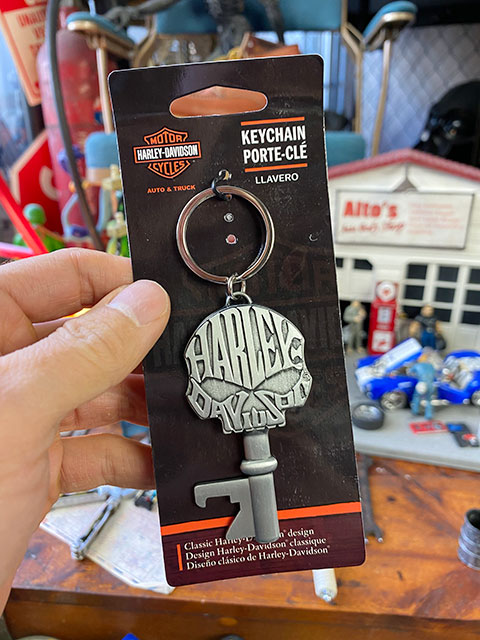 MOTOR
HARLEY-DAVIDSON
CYCLES
AUTO & TRUCK
KEYCHAIN
PORTE-CLÉ
LLAVERO
HARLEY
DAVIDSON
Classic Harley-Davidson® design
Design Harley-Davidson® classique
Diseño clásico de Harley-Davidson®
Alto's